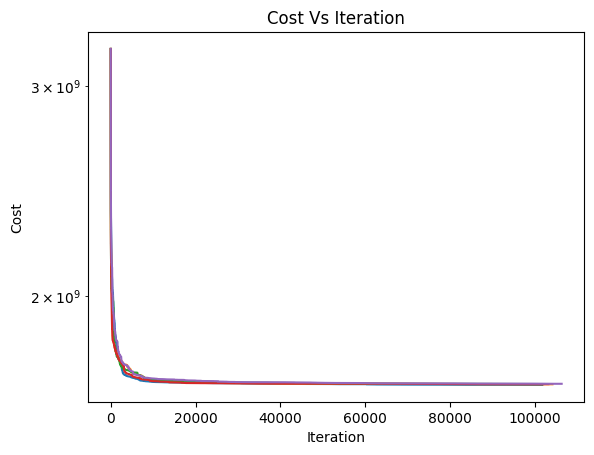 Cost Vs Iteration
Cost
3 × 10⁹
2 × 10⁹
0 20000 40000 60000 80000 100000
Iteration